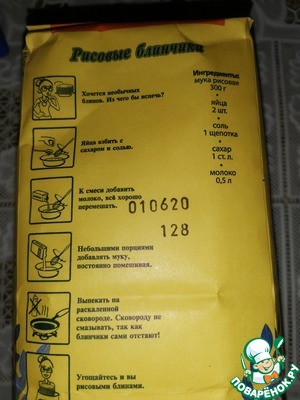 Рисовые блинчики
Хочется необычных
блинов. Из чего бы испечь?
Яйца взбить с
сахаром и солью.
К смеси добавить
молоко, всё хорошо
перемешать.
010620
128
Небольшими порциями
добавлять муку,
постоянно помешивая.
Выпекать на
раскаленной
сковороде. Сковороду не
смазывать, так как
блинчики сами отстают!
Угощайтесь и вы
рисовыми блинами.
Ингредиенты:
мука рисовая
300 г
•
яйца
2 шт.
•
соль
1 щепотка
•
сахар
1 ст. л.
•
молоко
0,5 л
ПОВАРЁНОК.РУ